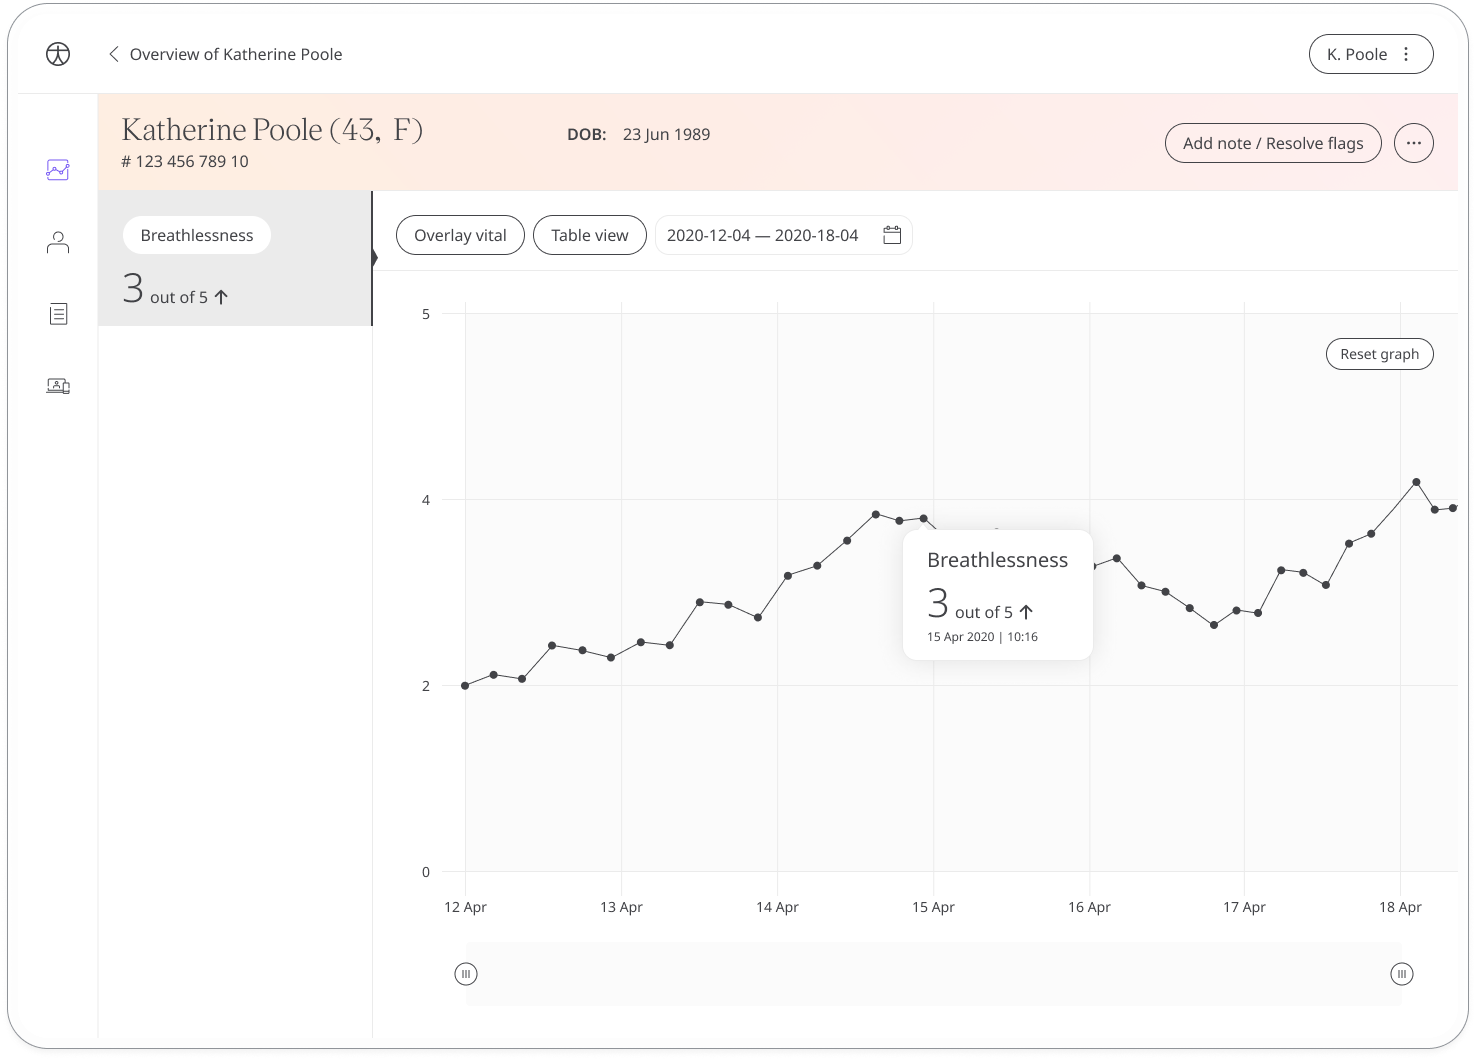 Overview of Katherine Poole
K. Poole
Katherine Poole (43, F)
# 123 456 789 10
DOB: 23 Jun 1989
Add note / Resolve flags
Breathlessness
3 out of 5 ↑
Overlay vital
Table view
2020-12-04 — 2020-18-04
5
Reset graph
4
Breathlessness
3 out of 5 ↑
15 Apr 2020 | 10:16
2
0
12 Apr
13 Apr
14 Apr
15 Apr
16 Apr
17 Apr
18 Apr